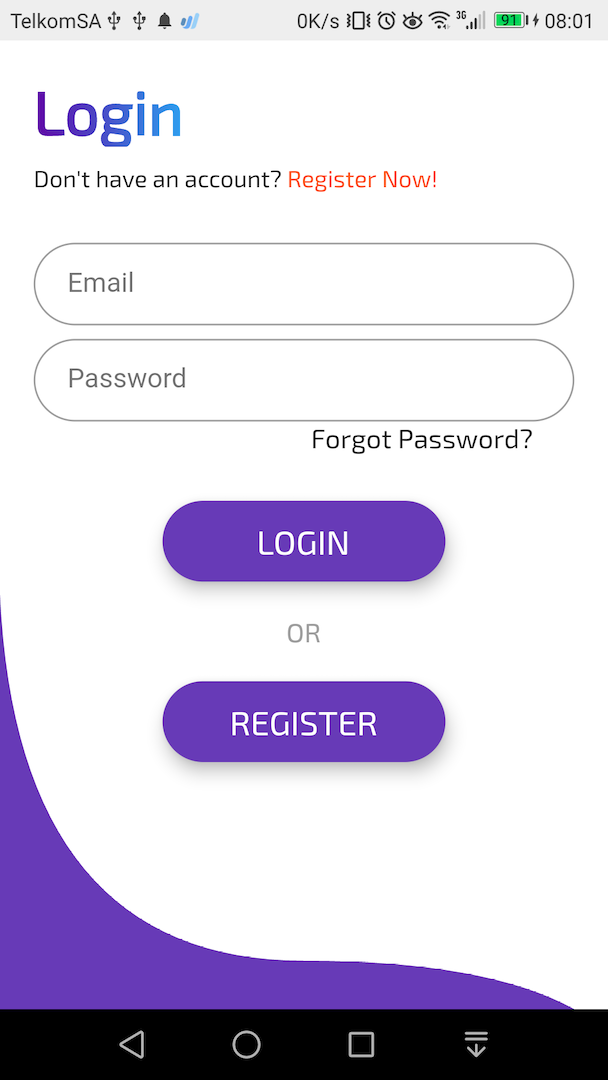 TelkomSA 0K/s 3G 91 08:01
Login
Don't have an account? Register Now!
Email
Password
Forgot Password?
LOGIN
OR
REGISTER